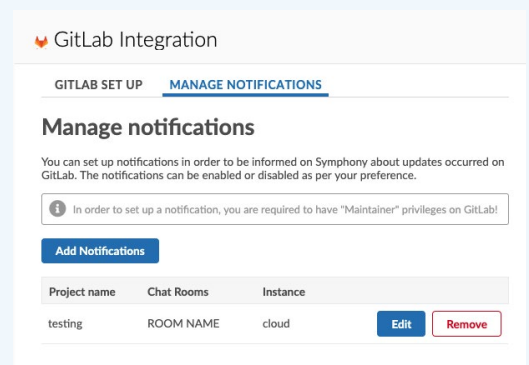 GitLab Integration
GITLAB SET UP MANAGE NOTIFICATIONS
Manage notifications
You can set up notifications in order to be informed on Symphony about updates occurred on
GitLab. The notifications can be enabled or disabled as per your preference.
In order to set up a notification, you are required to have "Maintainer" privileges on GitLab!
Add Notifications
Project name Chat Rooms Instance
testing ROOM NAME cloud Edit Remove